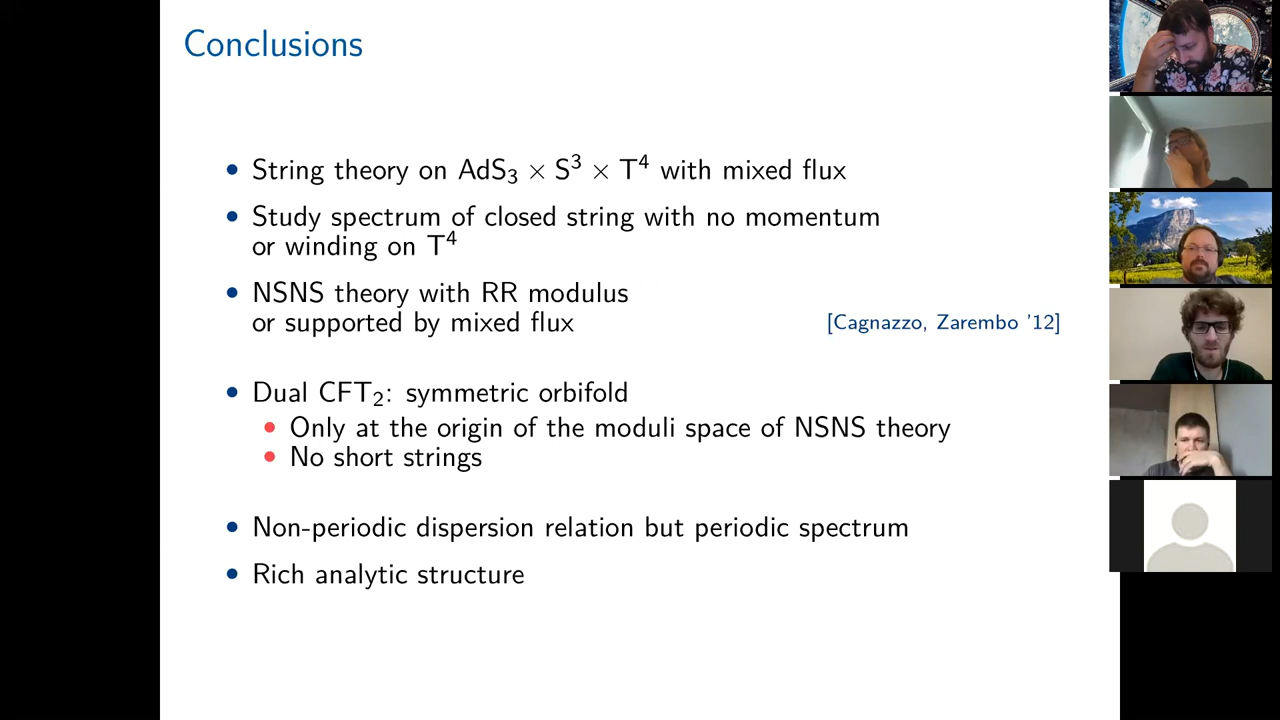 Conclusions
• String theory on AdS₃ × S³ × T⁴ with mixed flux
• Study spectrum of closed string with no momentum
or winding on T⁴
• NSNS theory with RR modulus
or supported by mixed flux [Cagnazzo, Zarembo '12]
• Dual CFT₂: symmetric orbifold
• Only at the origin of the moduli space of NSNS theory
• No short strings
• Non-periodic dispersion relation but periodic spectrum
• Rich analytic structure